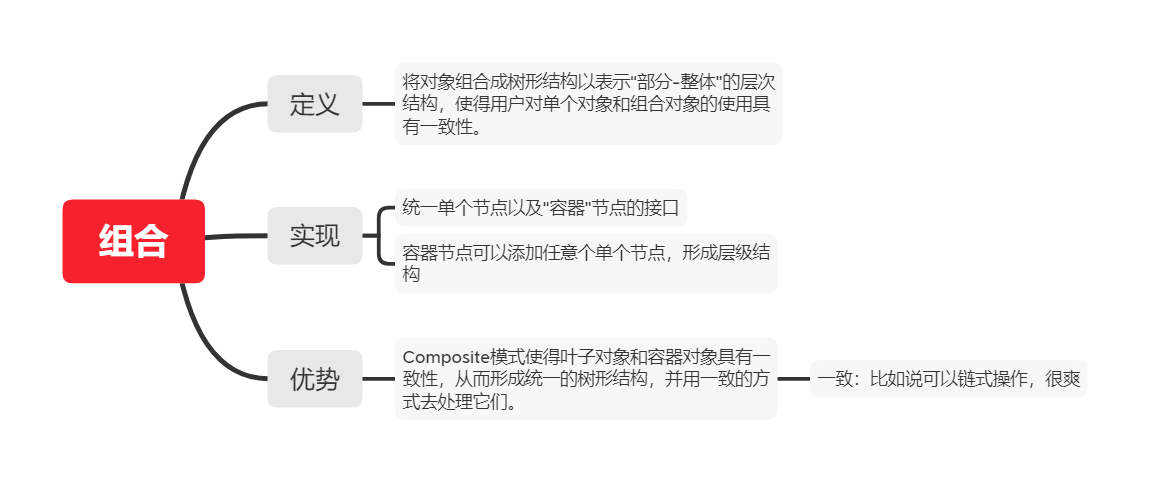 组合
定义
将对象组合成树形结构以表示"部分-整体"的层次
结构，使得用户对单个对象和组合对象的使用具
有一致性。
实现
统一单个节点以及"容器"节点的接口
容器节点可以添加任意个单个节点，形成层级结
构
优势
Composite模式使得叶子对象和容器对象具有一
致性，从而形成统一的树形结构，并用一致的方
式去处理它们。
一致：比如说可以链式操作，很爽